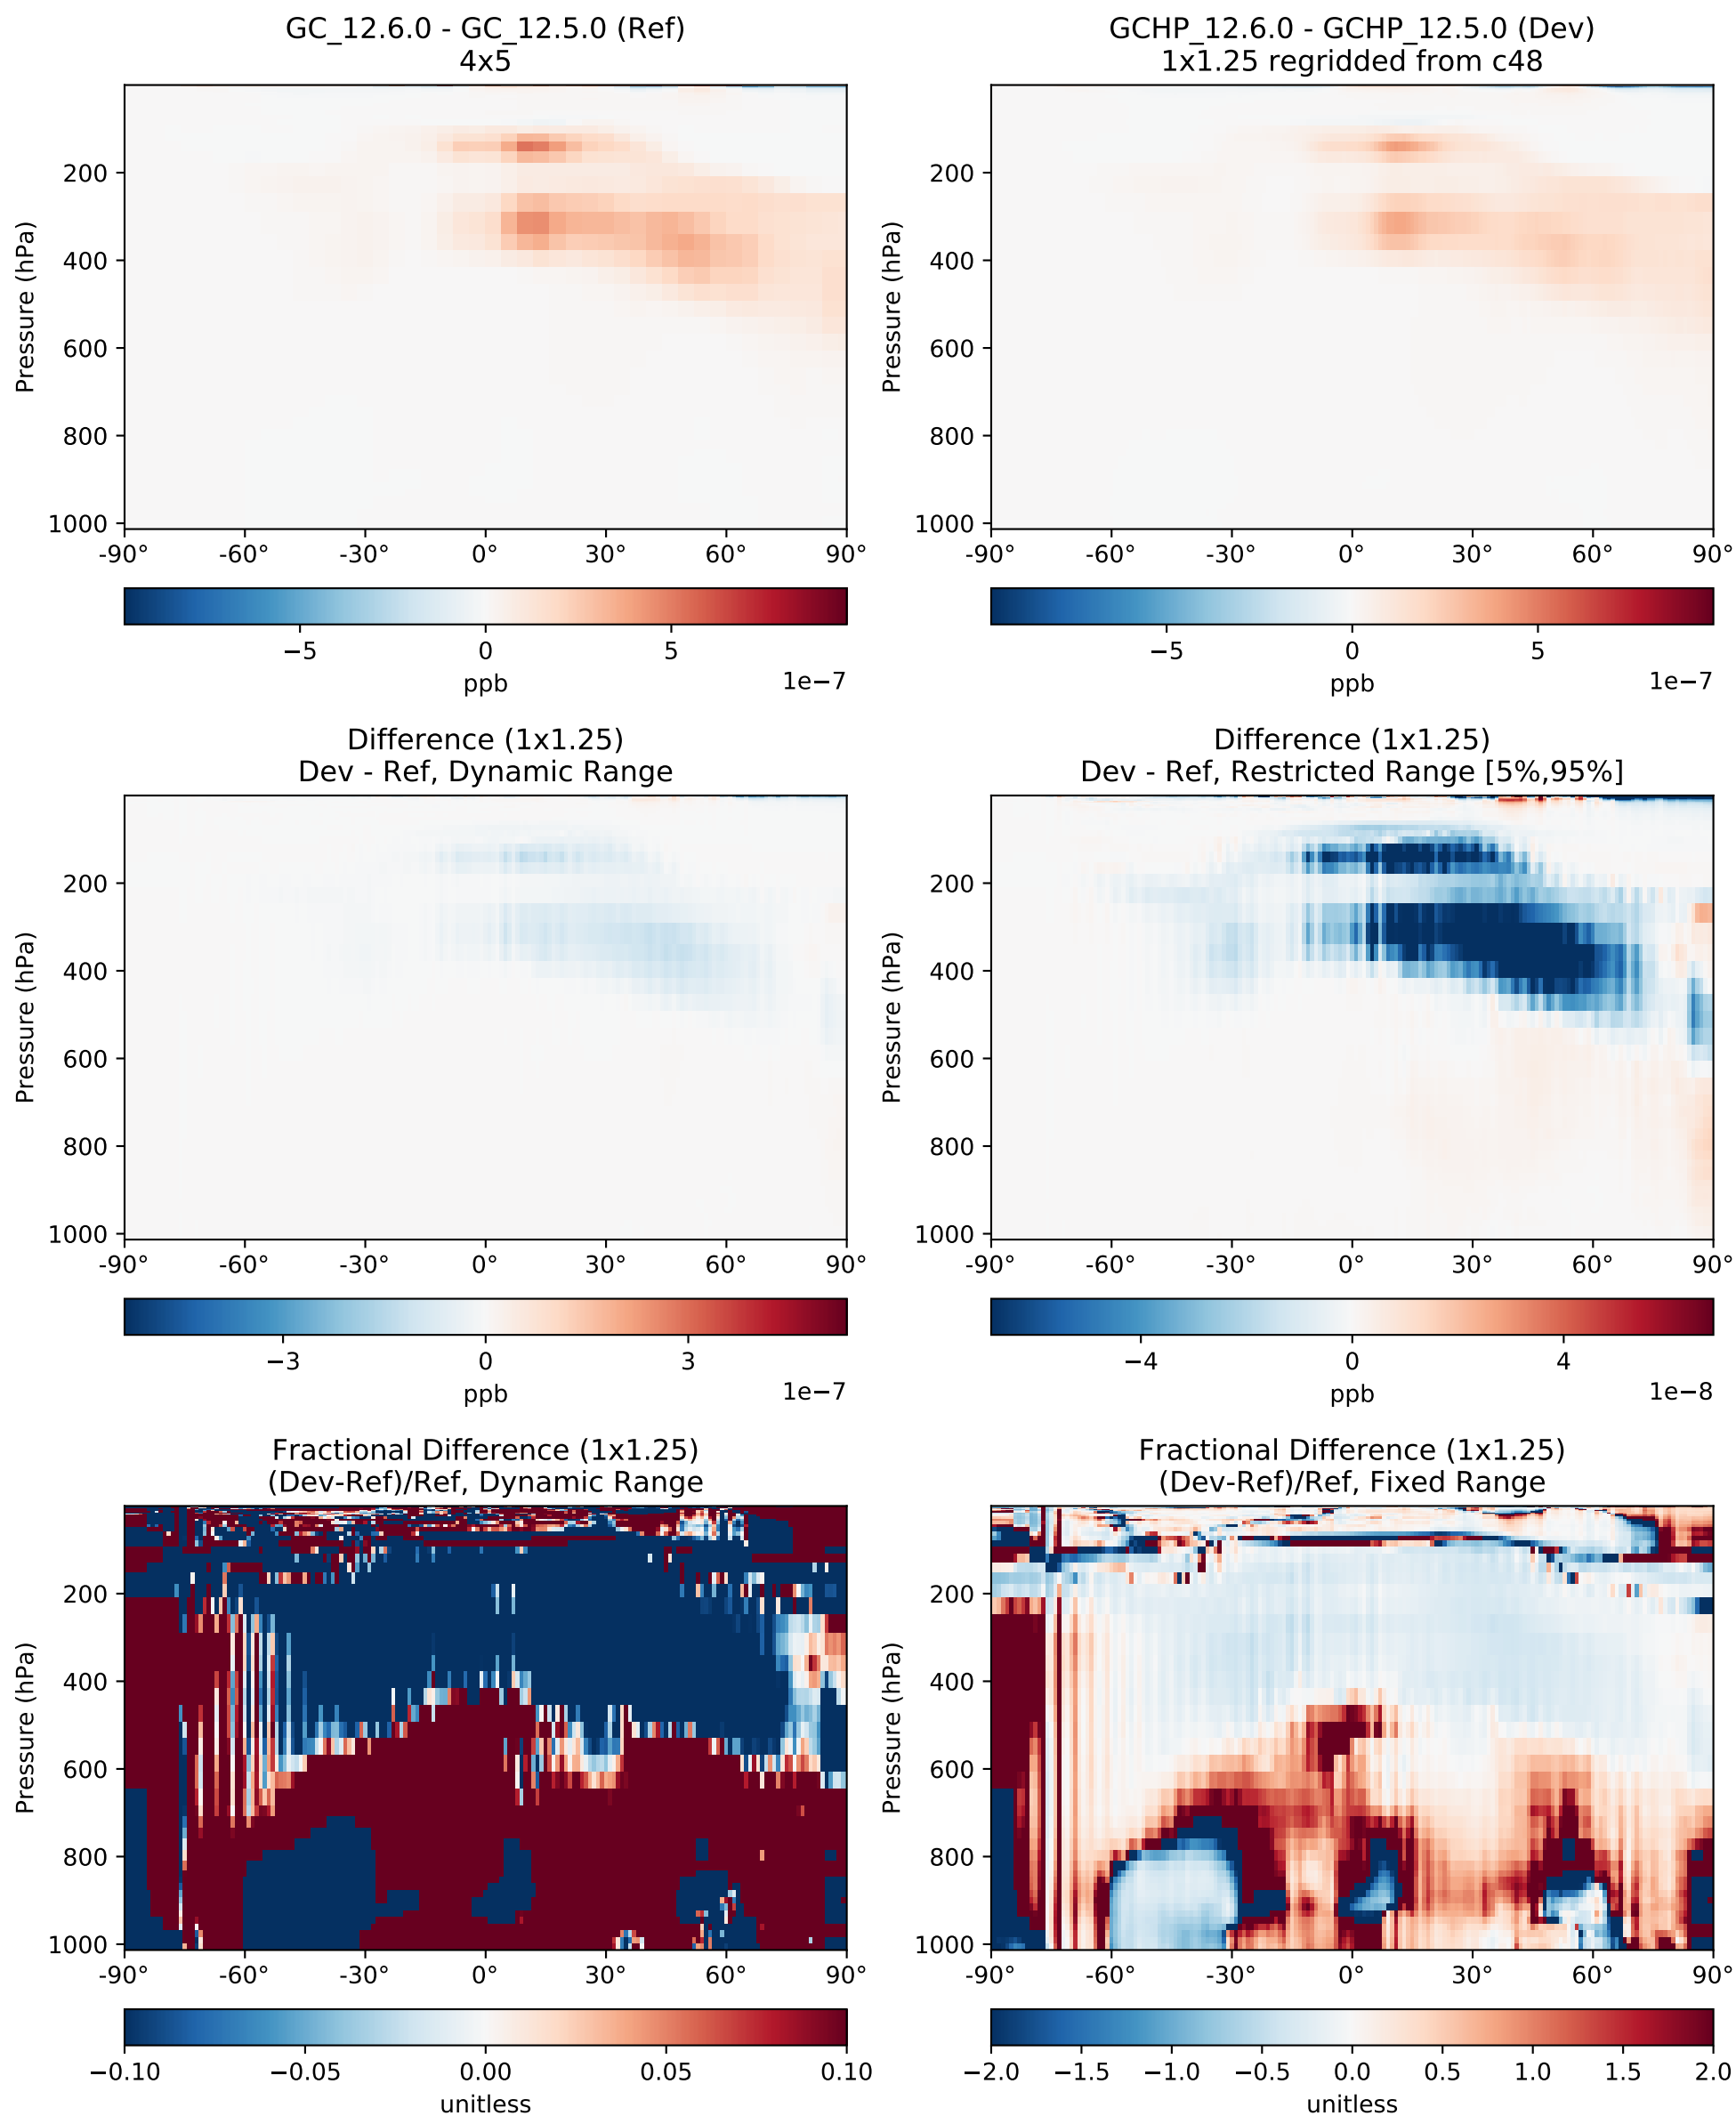 GC_12.6.0 - GC_12.5.0 (Ref)
4x5
GCHP_12.6.0 - GCHP_12.5.0 (Dev)
1x1.25 regridded from c48
Pressure (hPa)
200
400
600
800
1000
-90° -60° -30° 0° 30° 60° 90°
−5 0 5
ppb
1e−7
Pressure (hPa)
200
400
600
800
1000
-90° -60° -30° 0° 30° 60° 90°
−5 0 5
ppb
1e−7
Difference (1x1.25)
Dev - Ref, Dynamic Range
Difference (1x1.25)
Dev - Ref, Restricted Range [5%,95%]
Pressure (hPa)
200
400
600
800
1000
-90° -60° -30° 0° 30° 60° 90°
−3 0 3
ppb
1e−7
Pressure (hPa)
200
400
600
800
1000
-90° -60° -30° 0° 30° 60° 90°
−4 0 4
ppb
1e−8
Fractional Difference (1x1.25)
(Dev-Ref)/Ref, Dynamic Range
Fractional Difference (1x1.25)
(Dev-Ref)/Ref, Fixed Range
Pressure (hPa)
200
400
600
800
1000
-90° -60° -30° 0° 30° 60° 90°
−0.10 −0.05 0.00 0.05 0.10
unitless
Pressure (hPa)
200
400
600
800
1000
-90° -60° -30° 0° 30° 60° 90°
−2.0 −1.5 −1.0 −0.5 0.0 0.5 1.0 1.5 2.0
unitless